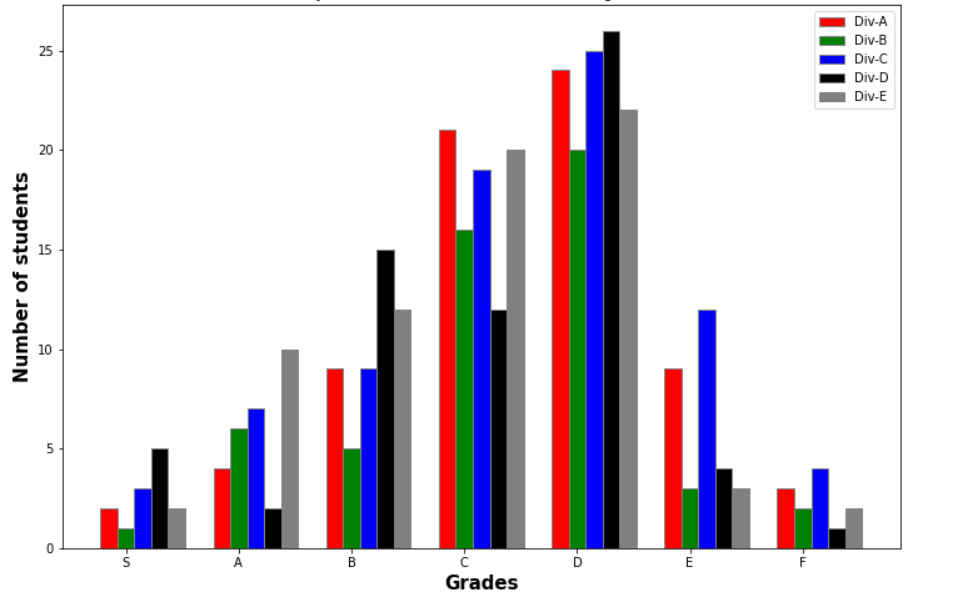 Div-A
Div-B
Div-C
Div-D
Div-E
25
20
15
10
5
0
Number of students
S A B C D E F
Grades